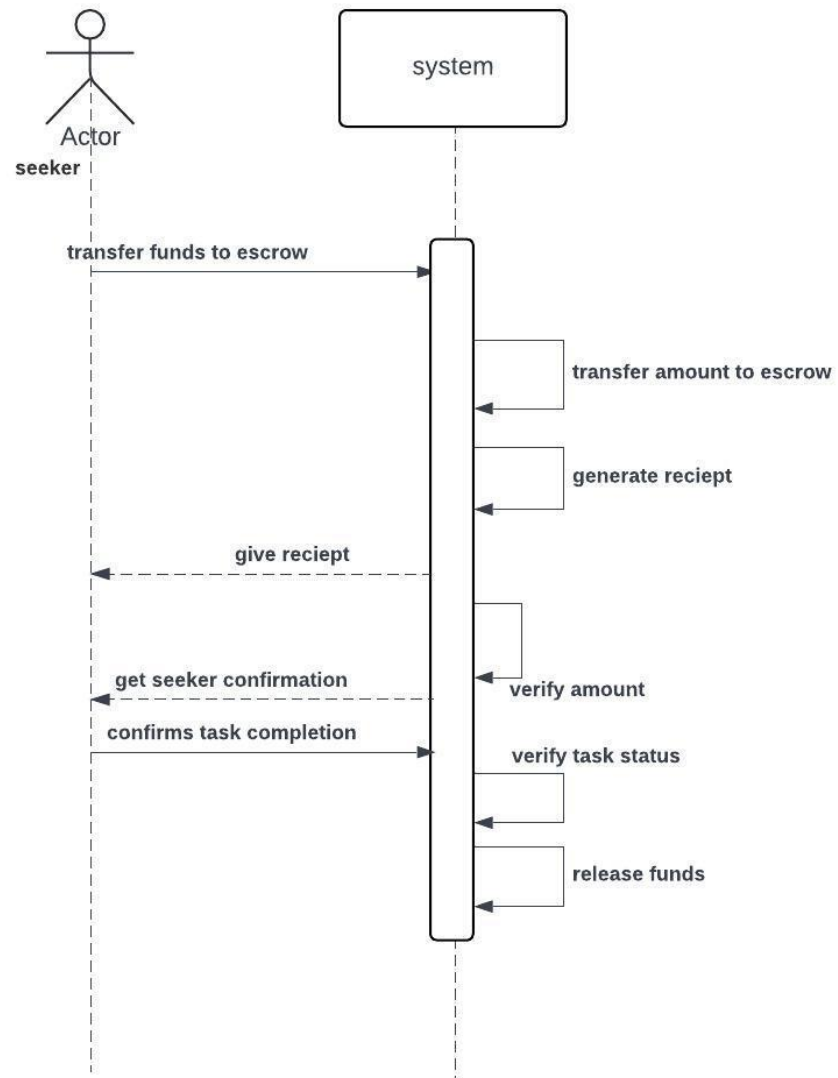 system
Actor
seeker
transfer funds to escrow
transfer amount to escrow
generate reciept
give reciept
get seeker confirmation
verify amount
confirms task completion
verify task status
release funds